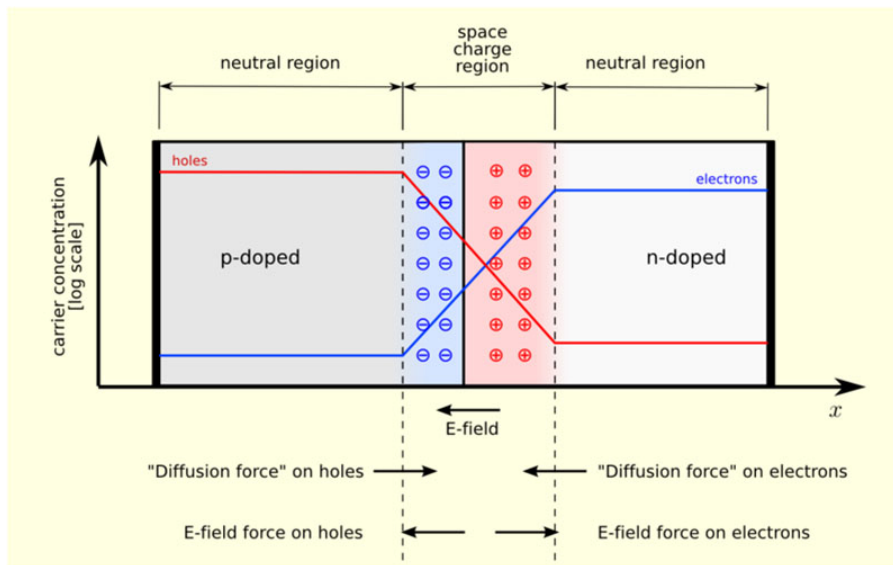 space
charge
region
neutral region
neutral region
holes
electrons
p-doped
n-doped
carrier concentration
[log scale]
x
E-field
"Diffusion force" on holes
"Diffusion force" on electrons
E-field force on holes
E-field force on electrons